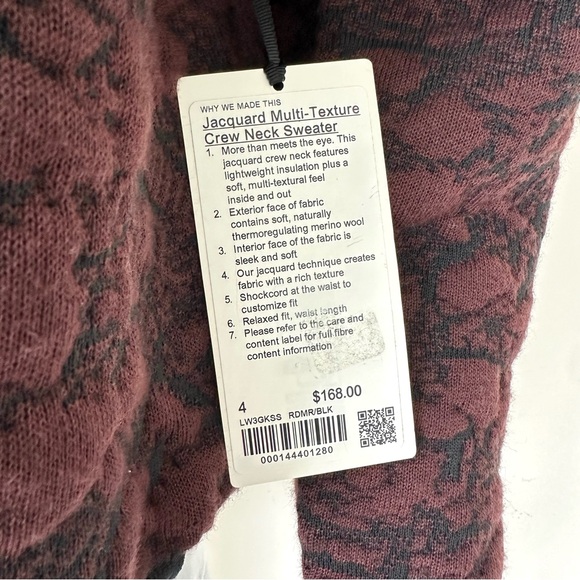 WHY WE MADE THIS
Jacquard Multi-Texture
Crew Neck Sweater
1. More than meets the eye. This
jacquard crew neck features
lightweight insulation plus a
soft, multi-textural feel
inside and out
2. Exterior face of fabric
contains soft, naturally
thermoregulating merino wool
3. Interior face of the fabric is
sleek and soft
4. Our jacquard technique creates
fabric with a rich texture
5. Shockcord at the waist to
customize fit
6. Relaxed fit, waist length
7. Please refer to the care and
content label for full fibre
content information
4 $168.00
LW3GKSS RDMR/BLK
000144401280